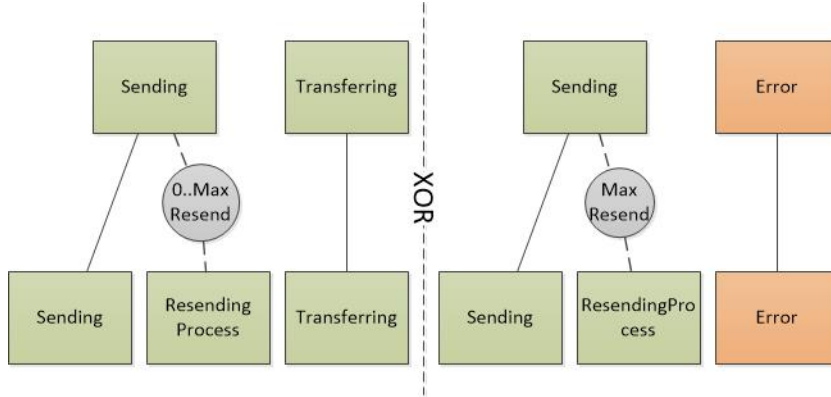 Sending
Transferring
Sending
Error
0..Max
Resend
XOR
Max
Resend
Sending
Resending
Process
Transferring
Sending
ResendingPro
cess
Error